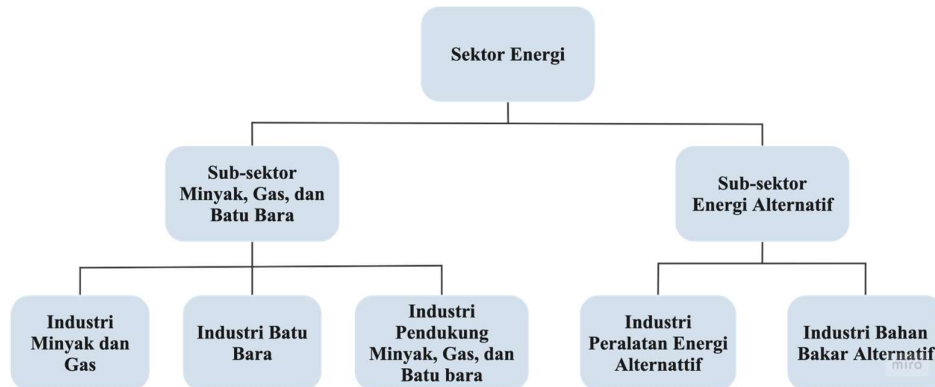 Sektor Energi
Sub-sektor
Minyak, Gas, dan
Batu Bara
Sub-sektor
Energi Alternatif
Industri
Minyak dan
Gas
Industri Batu
Bara
Industri
Pendukung
Minyak, Gas, dan
Batu bara
Industri
Peralatan Energi
Alternattif
Industri Bahan
Bakar Alternatif
miro